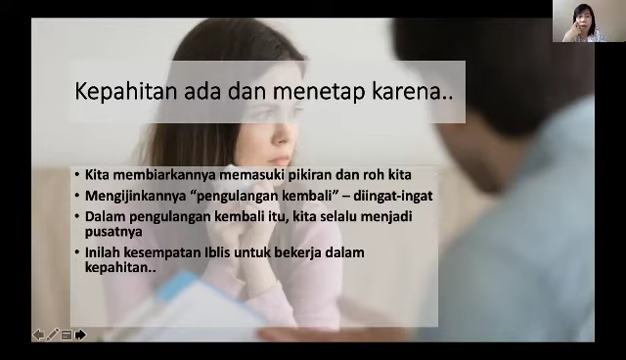 Kepahitan ada dan menetap karena..
• Kita membiarkannya memasuki pikiran dan roh kita
• Mengijinkannya “pengulangan kembali” – diingat-ingat
• Dalam pengulangan kembali itu, kita selalu menjadi
pusatnya
• Inilah kesempatan Iblis untuk bekerja dalam
kepahitan..